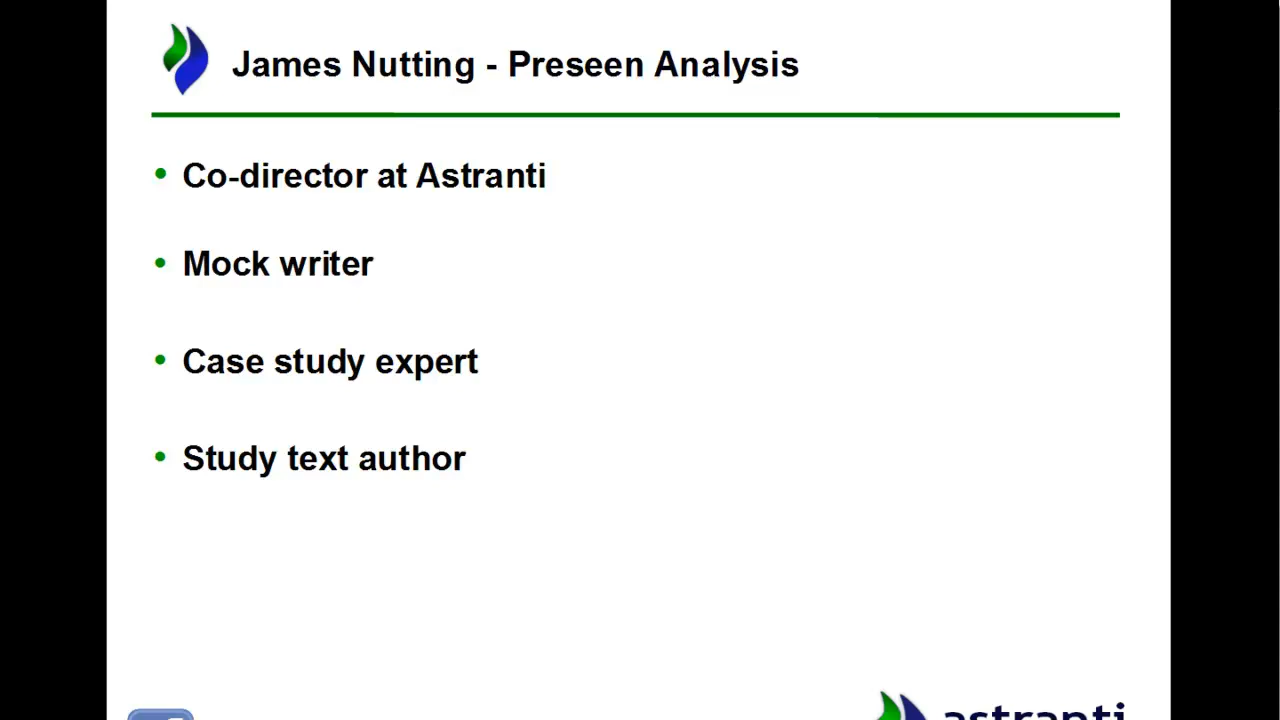 James Nutting - Preseen Analysis
• Co-director at Astranti
• Mock writer
• Case study expert
• Study text author
astranti